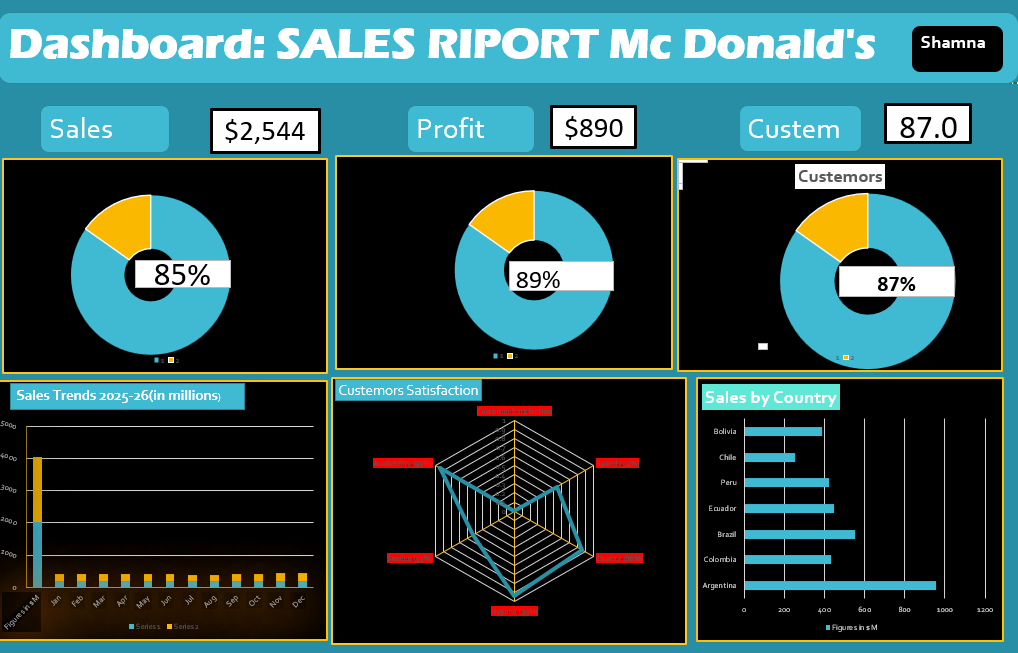 Dashboard: SALES RIPORT Mc Donald's
Shamna
Sales
$2,544
Profit
$890
Custem
87.0
85%
89%
Custemors
87%
Sales Trends 2025-26(in millions)
5000
4000
3000
2000
1000
0
Figures in $M
Jan
Feb
Mar
Apr
May
Jun
Jul
Aug
Sep
Oct
Nov
Dec
Series1
Series2
Custemors Satisfaction
Sales by Country
Bolivia
Chile
Peru
Ecuador
Brazil
Colombia
Argentina
0 200 400 600 800 1000 1200
Figures in $M